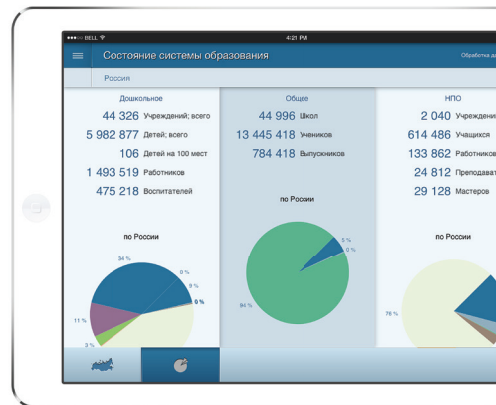 BELL
4:21 PM
Состояние системы образования
Обработка
Россия
Дошкольное
44 326 Учреждений; всего
5 982 877 Детей; всего
106 Детей на 100 мест
1 493 519 Работников
475 218 Воспитателей
по России
34 %
0 %
9 %
0 %
11 %
3 %
Общее
44 996 Школ
13 445 418 Учеников
784 418 Выпускников
по России
5 %
0 %
94 %
НПО
2 040 Учреждени
614 486 Учащихся
133 862 Работников
24 812 Преподават
29 128 Мастеров
по России
76 %